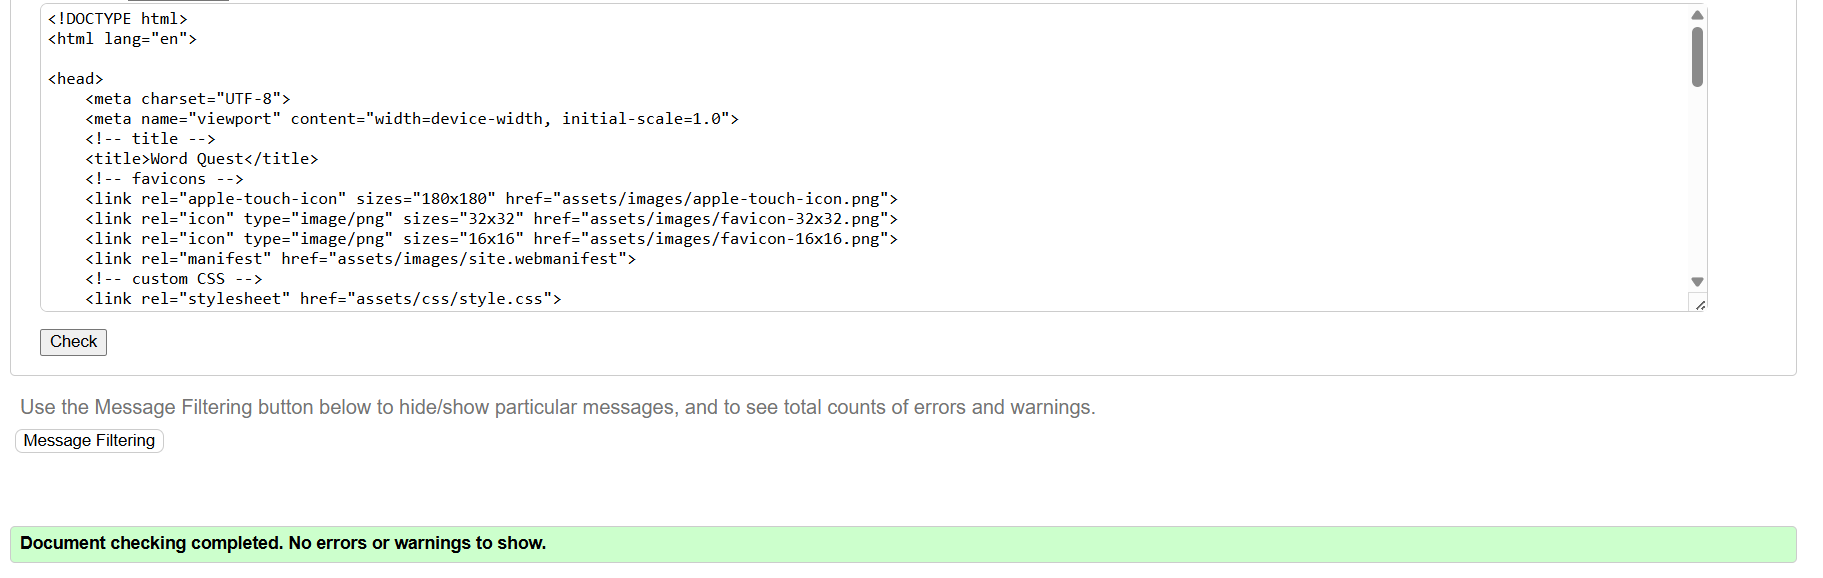 <!DOCTYPE html>
<html lang="en">
<head>
<meta charset="UTF-8">
<meta name="viewport" content="width=device-width, initial-scale=1.0">
<!-- title -->
<title>Word Quest</title>
<!-- favicons -->
<link rel="apple-touch-icon" sizes="180x180" href="assets/images/apple-touch-icon.png">
<link rel="icon" type="image/png" sizes="32x32" href="assets/images/favicon-32x32.png">
<link rel="icon" type="image/png" sizes="16x16" href="assets/images/favicon-16x16.png">
<link rel="manifest" href="assets/images/site.webmanifest">
<!-- custom CSS -->
<link rel="stylesheet" href="assets/css/style.css">
Check
Use the Message Filtering button below to hide/show particular messages, and to see total counts of errors and warnings.
Message Filtering
Document checking completed. No errors or warnings to show.